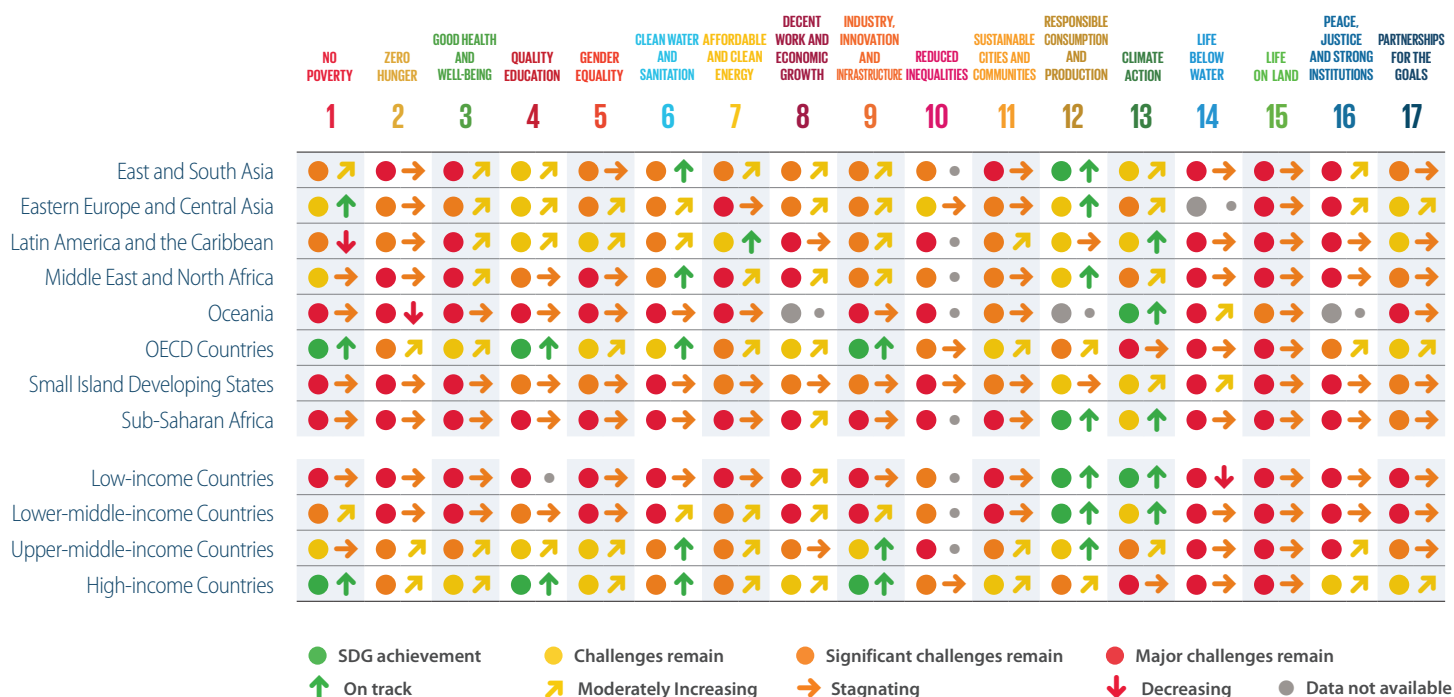 NO POVERTY
ZERO HUNGER
GOOD HEALTH AND WELL-BEING
QUALITY EDUCATION
GENDER EQUALITY
CLEAN WATER AND SANITATION
AFFORDABLE AND CLEAN ENERGY
DECENT WORK AND ECONOMIC GROWTH
INDUSTRY, INNOVATION AND INFRASTRUCTURE
REDUCED INEQUALITIES
SUSTAINABLE CITIES AND COMMUNITIES
RESPONSIBLE CONSUMPTION AND PRODUCTION
CLIMATE ACTION
LIFE BELOW WATER
LIFE ON LAND
PEACE, JUSTICE AND STRONG INSTITUTIONS
PARTNERSHIPS FOR THE GOALS
1 2 3 4 5 6 7 8 9 10 11 12 13 14 15 16 17
East and South Asia
Eastern Europe and Central Asia
Latin America and the Caribbean
Middle East and North Africa
Oceania
OECD Countries
Small Island Developing States
Sub-Saharan Africa
Low-income Countries
Lower-middle-income Countries
Upper-middle-income Countries
High-income Countries
SDG achievement Challenges remain Significant challenges remain Major challenges remain
On track Moderately Increasing Stagnating Decreasing Data not available